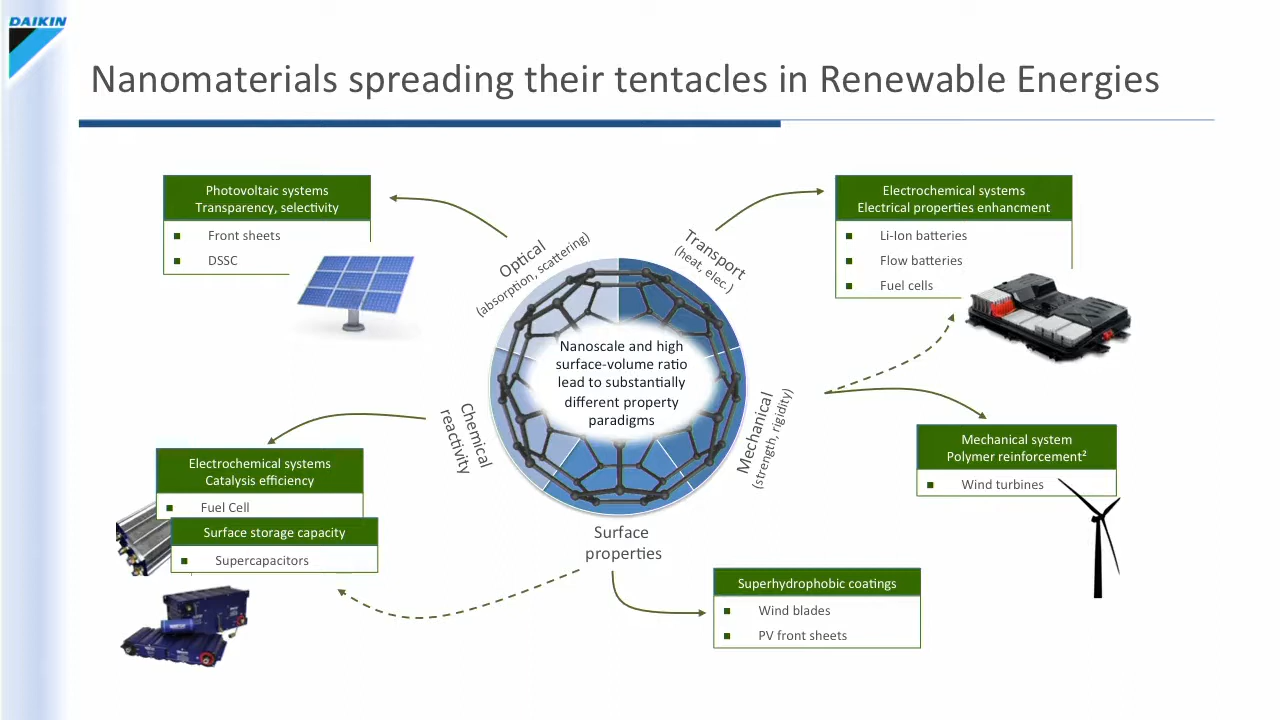 DAIKIN
Nanomaterials spreading their tentacles in Renewable Energies
Photovoltaic systems
Transparency, selectivity
Front sheets
DSSC
Electrochemical systems
Electrical properties enhancment
Li-Ion batteries
Flow batteries
Fuel cells
Optical
(absorption, scattering)
Transport
(heat, elec.)
Nanoscale and high
surface-volume ratio
lead to substantially
different property
paradigms
Chemical
reactivity
Mechanical
(strength, rigidity)
Mechanical system
Polymer reinforcement²
Wind turbines
Electrochemical systems
Catalysis efficiency
Fuel Cell
Surface storage capacity
Supercapacitors
Surface
properties
Superhydrophobic coatings
Wind blades
PV front sheets